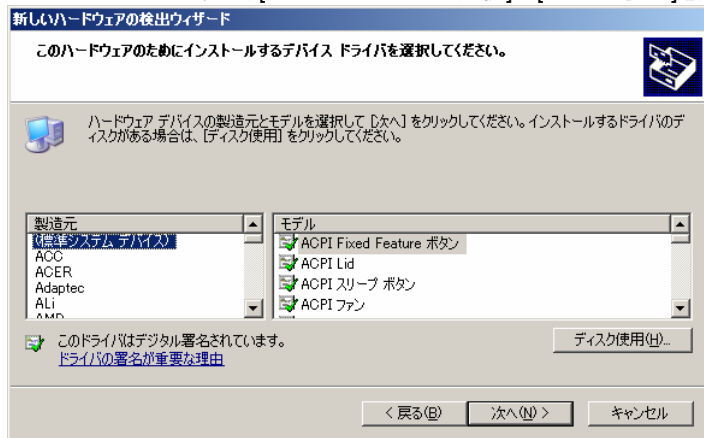 新しいハードウェアの検出ウィザード
このハードウェアのためにインストールするデバイス ドライバを選択してください。
ハードウェア デバイスの製造元とモデルを選択して [次へ] をクリックしてください。インストールするドライバのデ
ィスクがある場合は、[ディスク使用] をクリックしてください。
製造元
(標準システム デバイス)
ACC
ACER
Adaptec
ALi
AMD
モデル
ACPI Fixed Feature ボタン
ACPI Lid
ACPI スリープ ボタン
ACPI ファン
このドライバはデジタル署名されています。
ドライバの署名が重要な理由
ディスク使用(H)...
< 戻る(B)
次へ(N) >
キャンセル